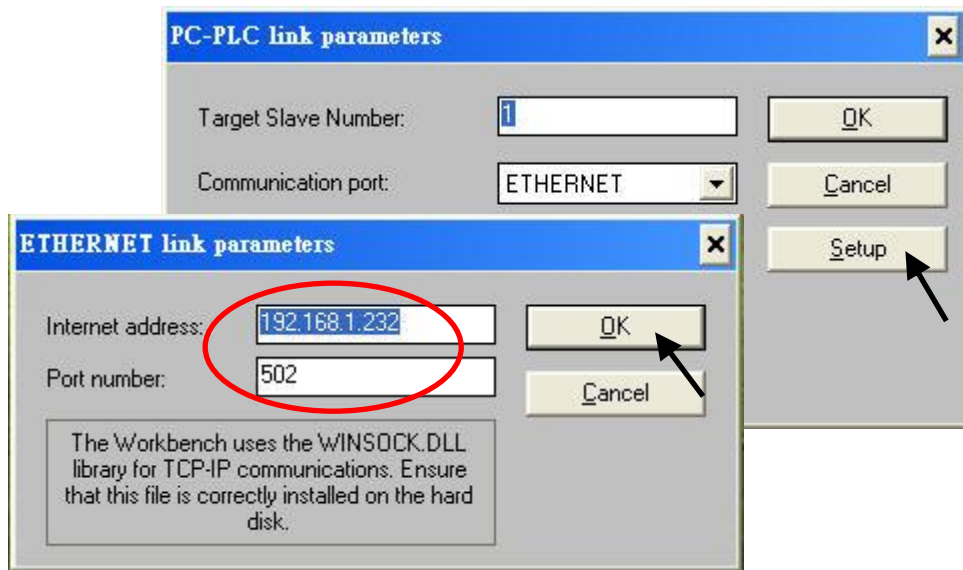 PC-PLC link parameters
Target Slave Number:
1
OK
Communication port:
ETHERNET
Cancel
Setup
ETHERNET link parameters
Internet address:
192.168.1.232
OK
Port number:
502
Cancel
The Workbench uses the WINSOCK.DLL
library for TCP-IP communications. Ensure
that this file is correctly installed on the hard
disk.